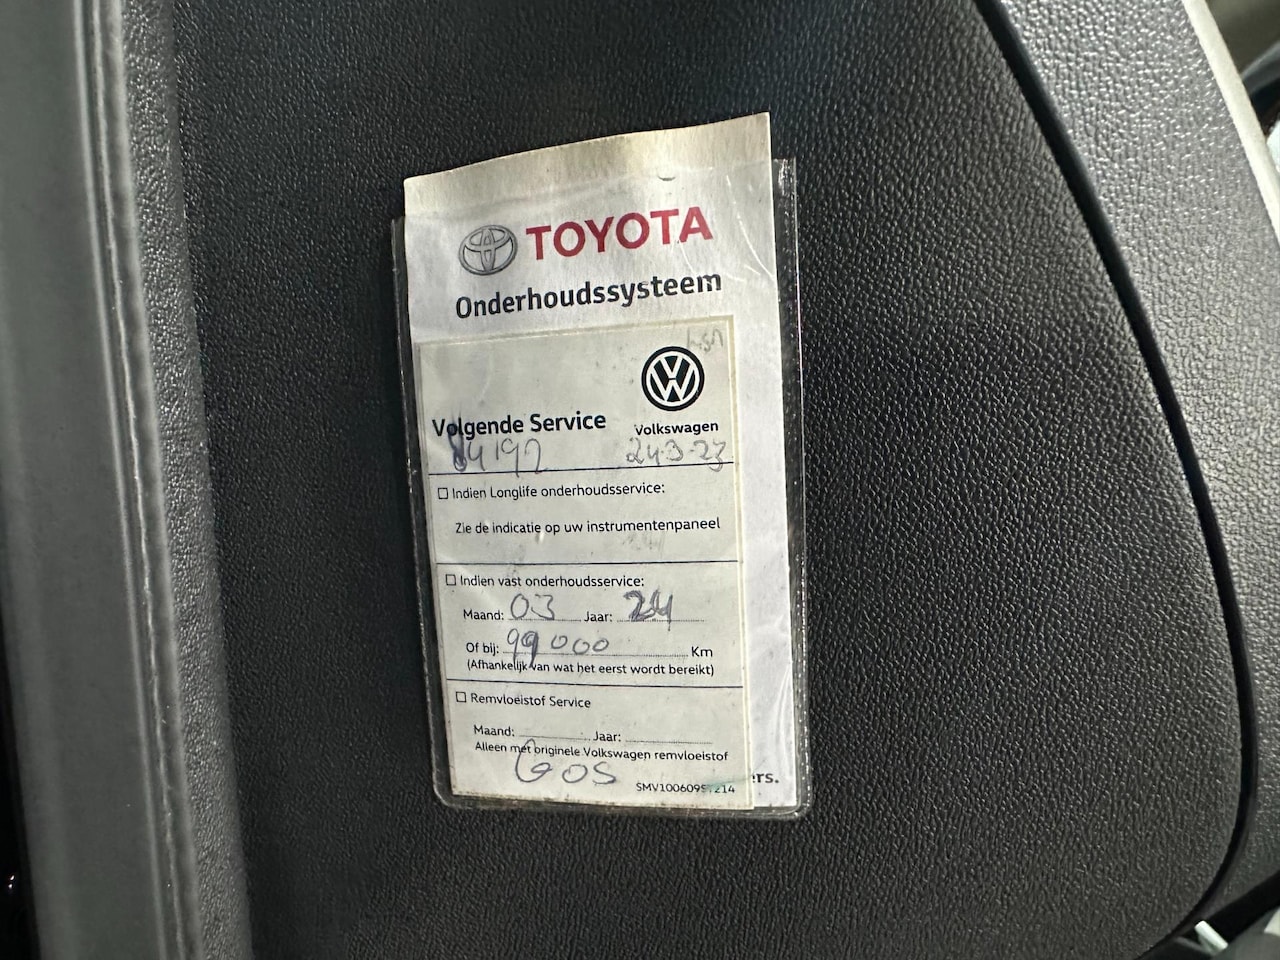 TOYOTA
Onderhoudssysteem
Volgende Service
Volkswagen
84192 24-3-23
☐ Indien Longlife onderhoudsservice:
Zie de indicatie op uw instrumentenpaneel
☐ Indien vast onderhoudsservice:
Maand: 03 Jaar: 24
Of bij: 99000 Km
(Afhankelijk van wat het eerst wordt bereikt)
☐ Remvloeistof Service
Maand: Jaar:
Alleen met originele Volkswagen remvloeistof
GOS
ers.